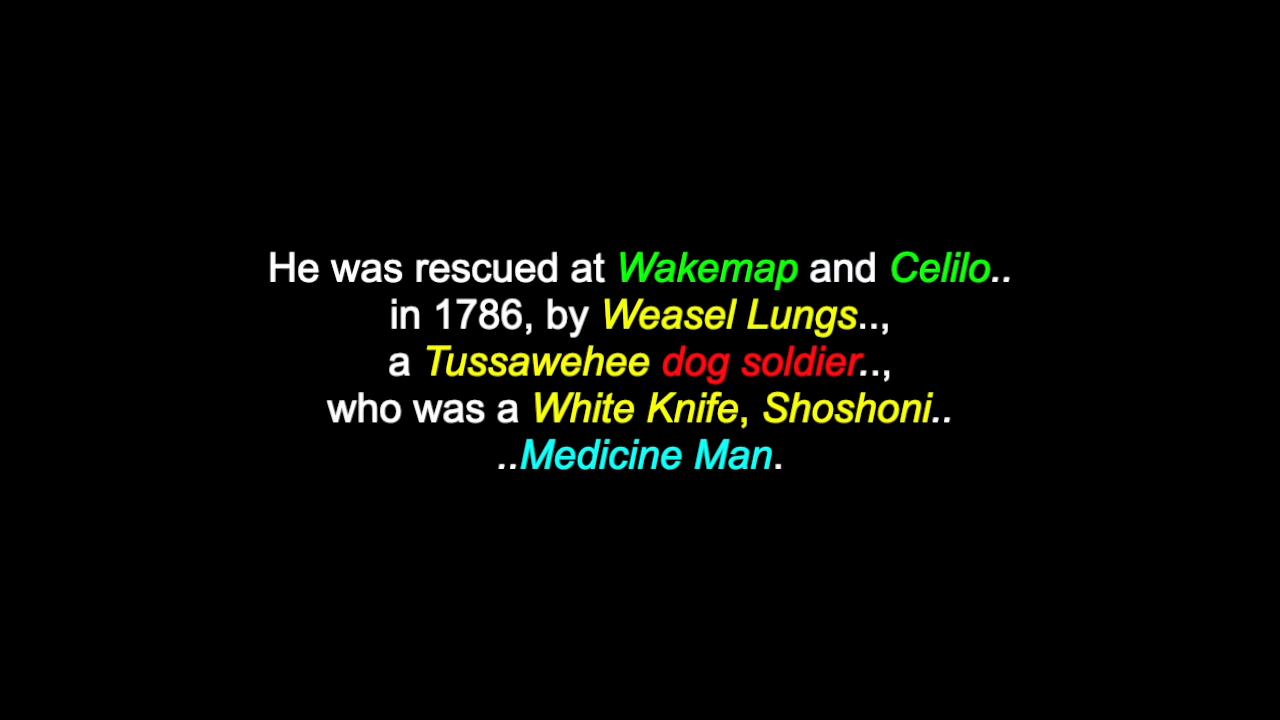 He was rescued at Wakemap and Celilo..
in 1786, by Weasel Lungs..,
a Tussawehee dog soldier..,
who was a White Knife, Shoshoni..
..Medicine Man.